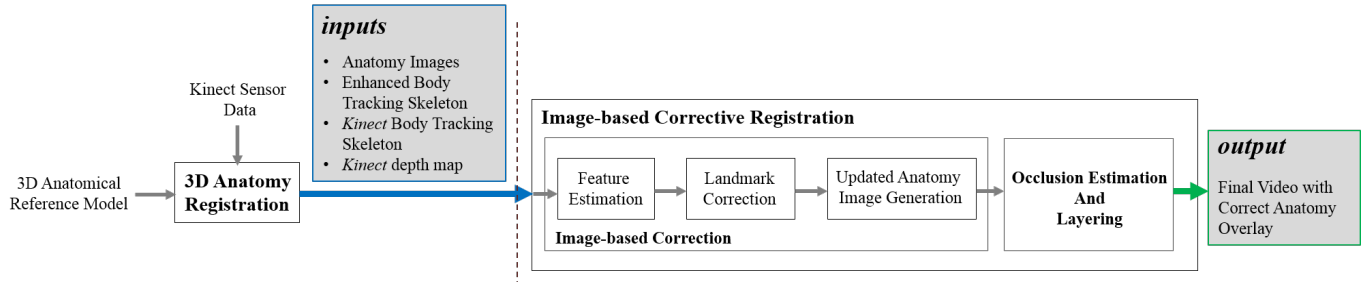 Kinect Sensor
Data
3D Anatomical
Reference Model
3D Anatomy
Registration
inputs
• Anatomy Images
• Enhanced Body
Tracking Skeleton
• Kinect Body Tracking
Skeleton
• Kinect depth map
Image-based Corrective Registration
Feature
Estimation
Landmark
Correction
Updated Anatomy
Image Generation
Image-based Correction
Occlusion Estimation
And
Layering
output
Final Video with
Correct Anatomy
Overlay